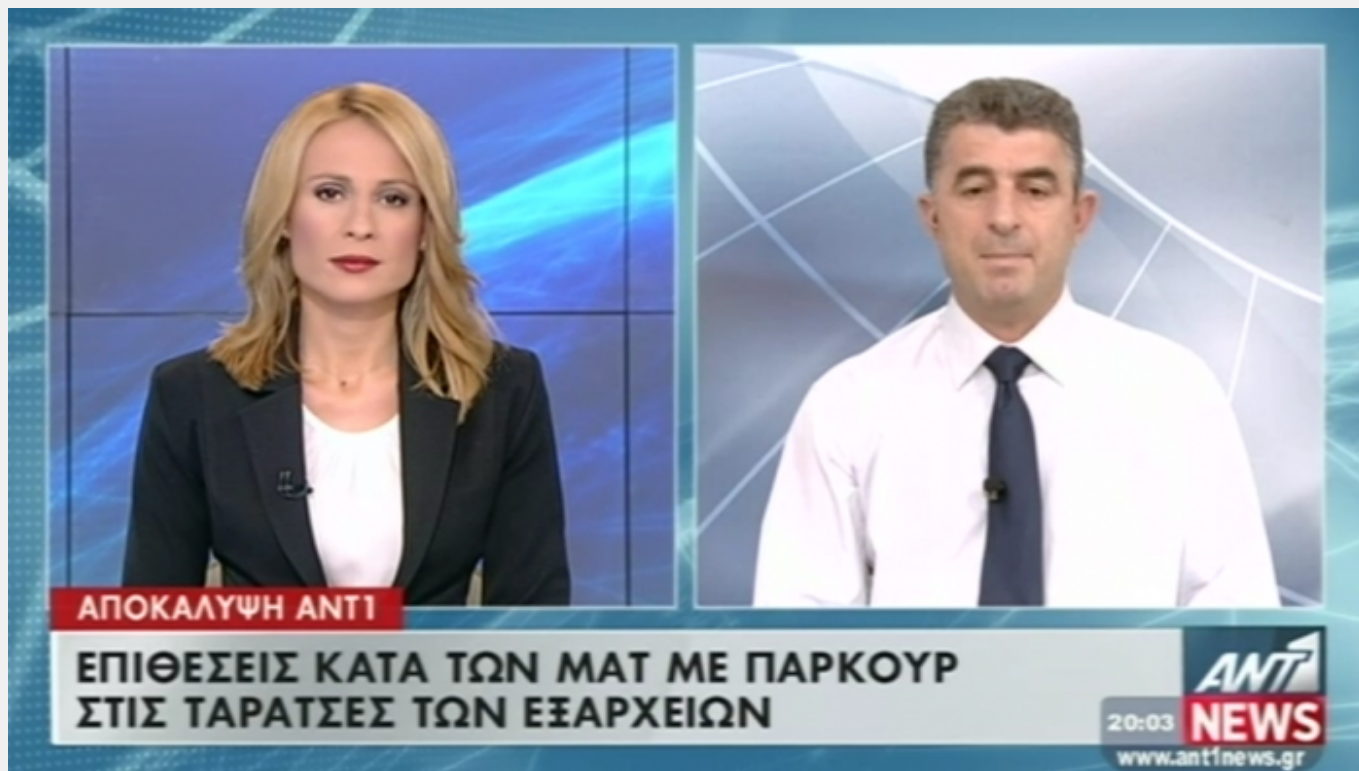 ΑΠΟΚΑΛΥΨΗ ΑΝΤ1
ΕΠΙΘΕΣΕΙΣ ΚΑΤΑ ΤΩΝ ΜΑΤ ΜΕ ΠΑΡΚΟΥΡ
ΣΤΙΣ ΤΑΡΑΤΣΕΣ ΤΩΝ ΕΞΑΡΧΕΙΩΝ
ANT1
20:03 NEWS
www.ant1news.gr